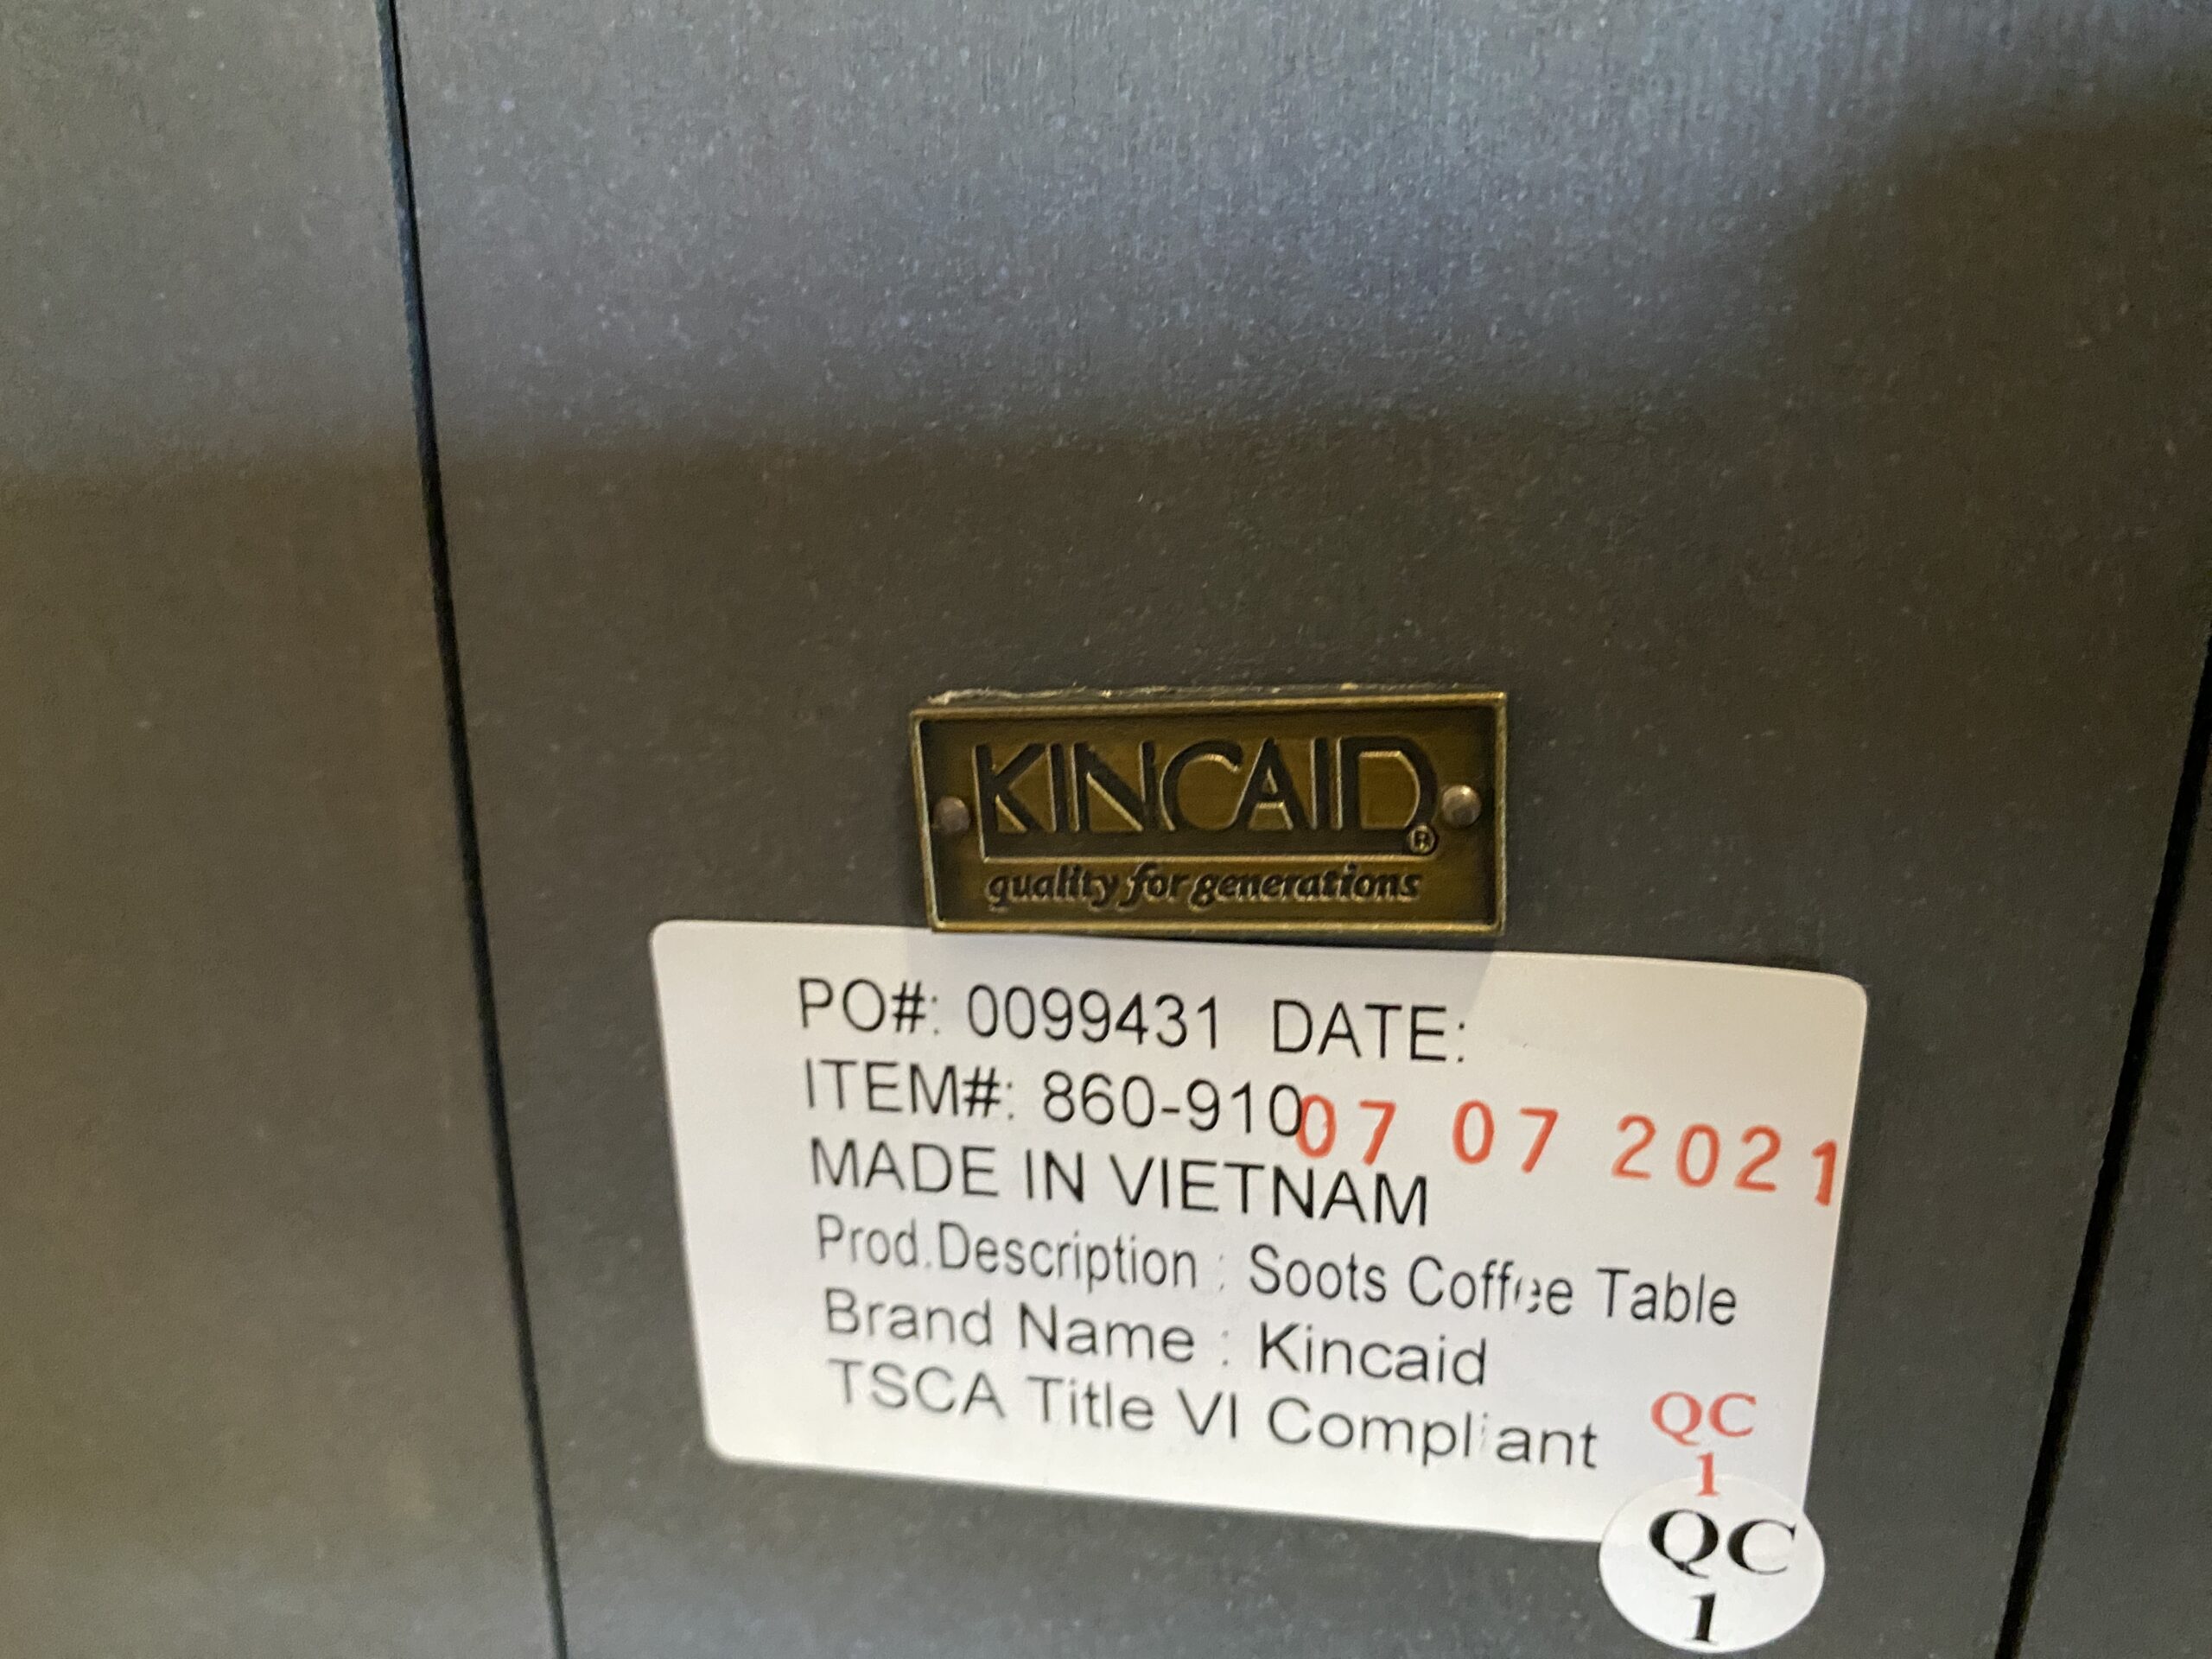 KINCAID®
quality for generations
PO#: 0099431 DATE:
ITEM#: 860-910 07 07 2021
MADE IN VIETNAM
Prod.Description : Soots Coffee Table
Brand Name : Kincaid
TSCA Title VI Compliant
QC
1
QC
1